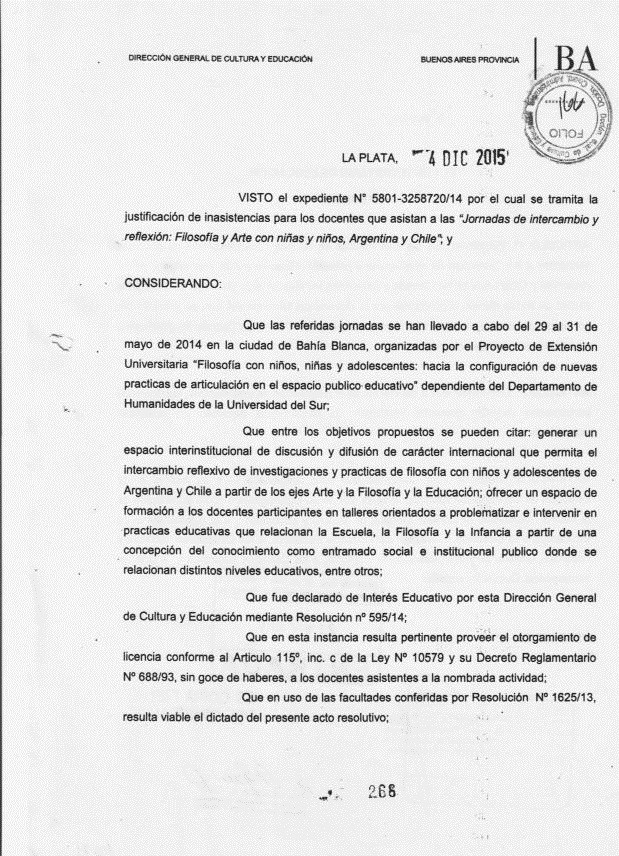 DIRECCIÓN GENERAL DE CULTURA Y EDUCACIÓN
BUENOS AIRES PROVINCIA
BA
FOLIO
LA PLATA, 4 DIC 2015
VISTO el expediente N° 5801-3258720/14 por el cual se tramita la
justificación de inasistencias para los docentes que asistan a las "Jornadas de intercambio y
reflexión: Filosofía y Arte con niñas y niños, Argentina y Chile"; y
CONSIDERANDO:
Que las referidas jornadas se han llevado a cabo del 29 al 31 de
mayo de 2014 en la ciudad de Bahía Blanca, organizadas por el Proyecto de Extensión
Universitaria "Filosofía con niños, niñas y adolescentes: hacia la configuración de nuevas
practicas de articulación en el espacio publico educativo" dependiente del Departamento de
Humanidades de la Universidad del Sur;
Que entre los objetivos propuestos se pueden citar: generar un
espacio interinstitucional de discusión y difusión de carácter internacional que permita el
intercambio reflexivo de investigaciones y practicas de filosofía con niños y adolescentes de
Argentina y Chile a partir de los ejes Arte y la Filosofía y la Educación; ofrecer un espacio de
formación a los docentes participantes en talleres orientados a problematizar e intervenir en
practicas educativas que relacionan la Escuela, la Filosofía y la Infancia a partir de una
concepción del conocimiento como entramado social e institucional publico donde se
relacionan distintos niveles educativos, entre otros;
Que fue declarado de Interés Educativo por esta Dirección General
de Cultura y Educación mediante Resolución nº 595/14;
Que en esta instancia resulta pertinente proveer el otorgamiento de
licencia conforme al Articulo 115º, inc. c de la Ley Nº 10579 y su Decreto Reglamentario
Nº 688/93, sin goce de haberes, a los docentes asistentes a la nombrada actividad;
Que en uso de las facultades conferidas por Resolución Nº 1625/13,
resulta viable el dictado del presente acto resolutivo;
268